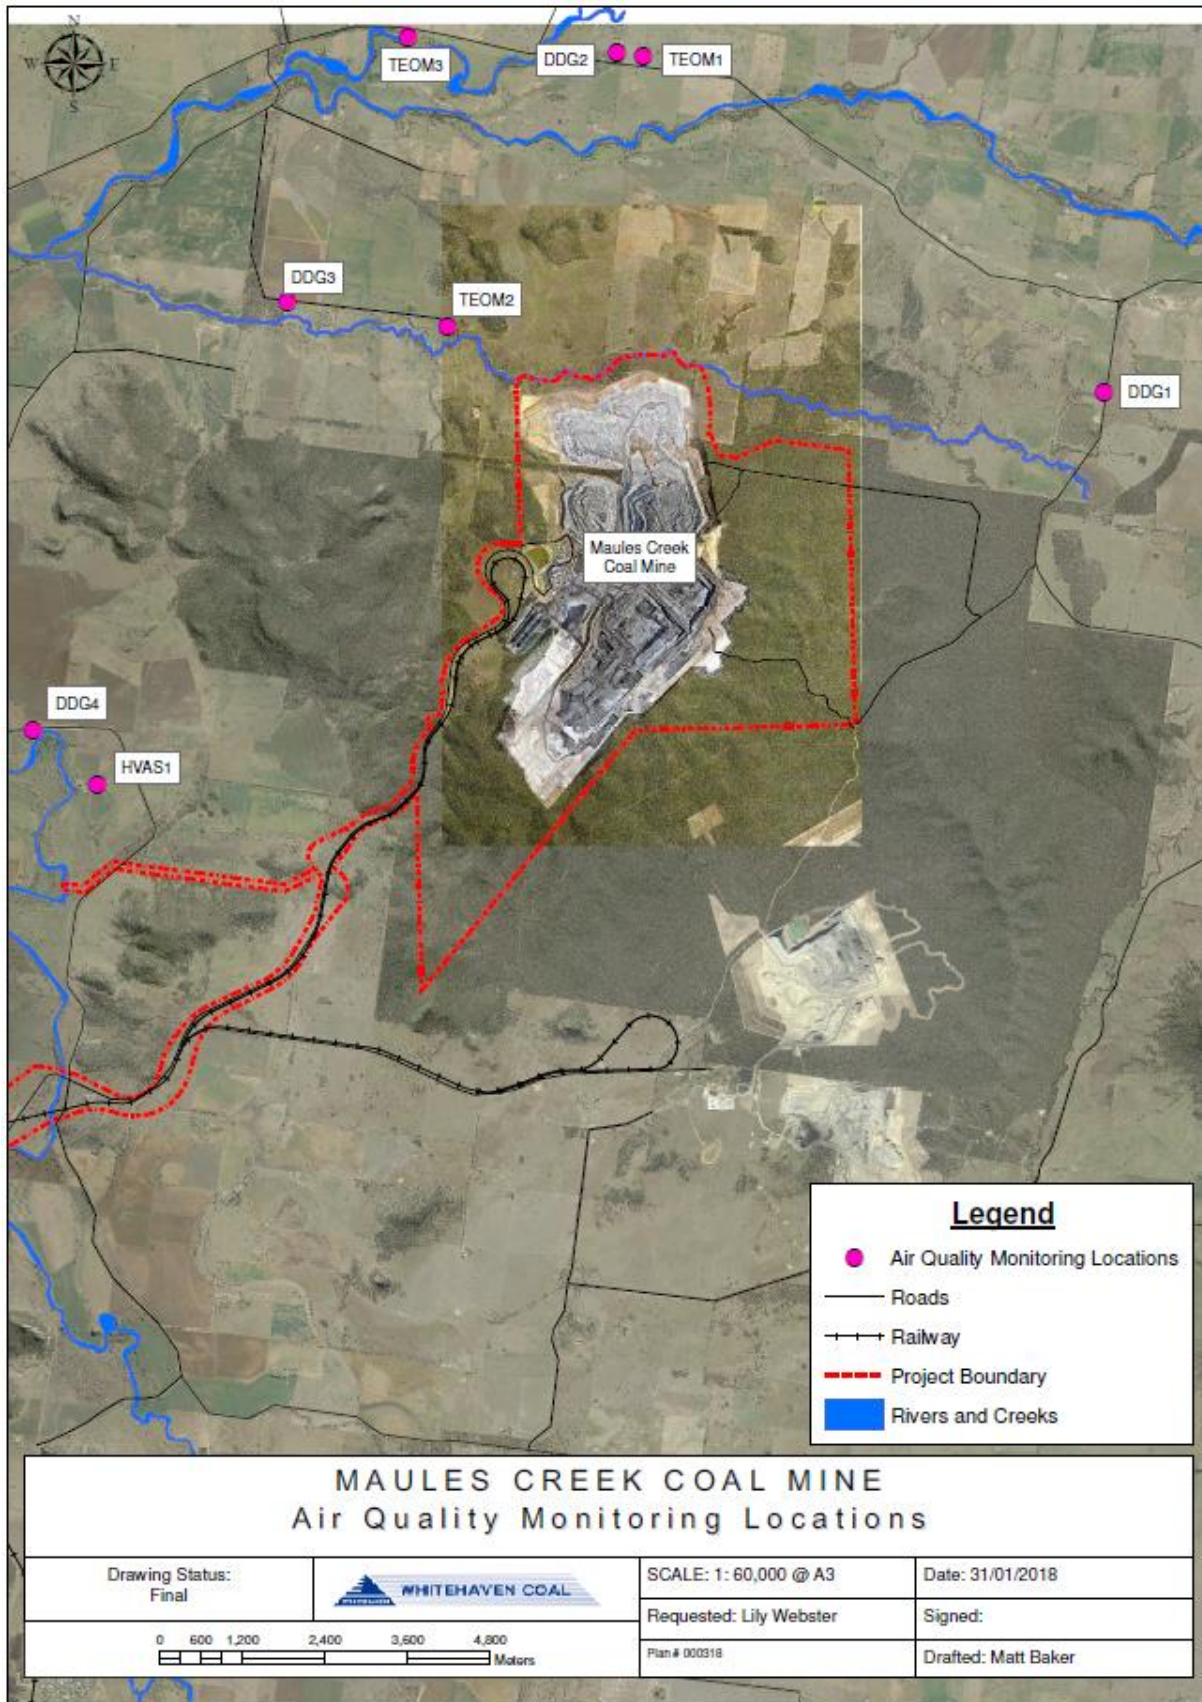 N
W E
S
TEOM3
DDG2
TEOM1
DDG3
TEOM2
DDG1
Maules Creek
Coal Mine
DDG4
HVAS1
Legend
Air Quality Monitoring Locations
Roads
Railway
Project Boundary
Rivers and Creeks
MAULES CREEK COAL MINE
Air Quality Monitoring Locations
Drawing Status:
Final
WHITEHAVEN COAL
SCALE: 1: 60,000 @ A3
Date: 31/01/2018
Requested: Lily Webster
Signed:
0 600 1,200 2,400 3,600 4,800
Meters
Plan # 000318
Drafted: Matt Baker